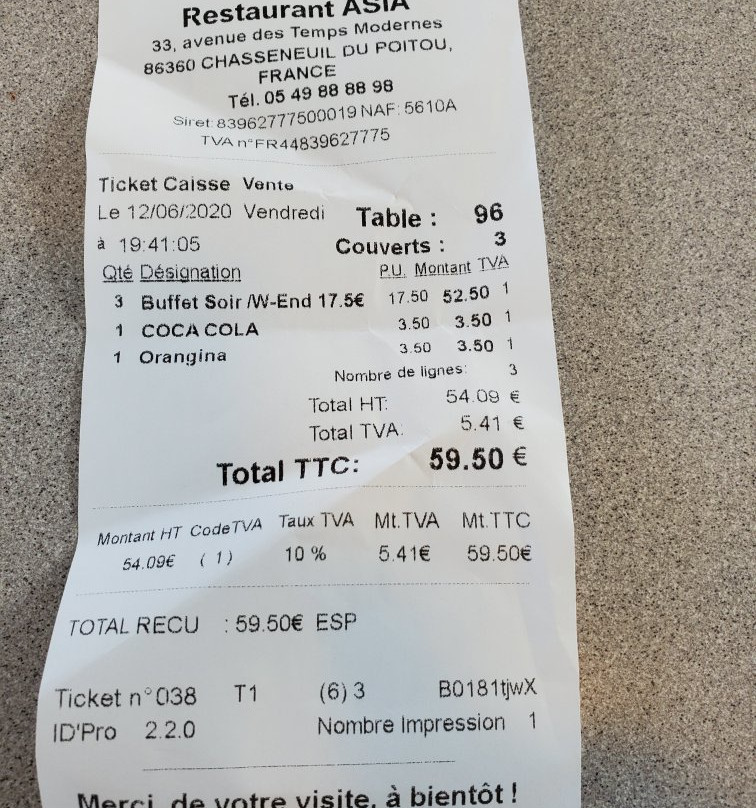 Restaurant ASIA
33, avenue des Temps Modernes
86360 CHASSENEUIL DU POITOU,
FRANCE
Tél. 05 49 88 88 98
Siret: 83962777500019 NAF: 5610A
TVA n°FR44839627775
Ticket Caisse Vente
Le 12/06/2020 Vendredi Table : 96
à 19:41:05 Couverts : 3
Qté Désignation P.U. Montant TVA
3 Buffet Soir /W-End 17.5€ 17.50 52.50 1
1 COCA COLA 3.50 3.50 1
1 Orangina 3.50 3.50 1
Nombre de lignes: 3
Total HT: 54.09 €
Total TVA: 5.41 €
Total TTC: 59.50 €
Montant HT CodeTVA Taux TVA Mt.TVA Mt.TTC
54.09€ ( 1 ) 10 % 5.41€ 59.50€
TOTAL RECU : 59.50€ ESP
Ticket n°038 T1 (6) 3 B0181tjwX
ID'Pro 2.2.0 Nombre Impression 1
Merci de votre visite, à bientôt !